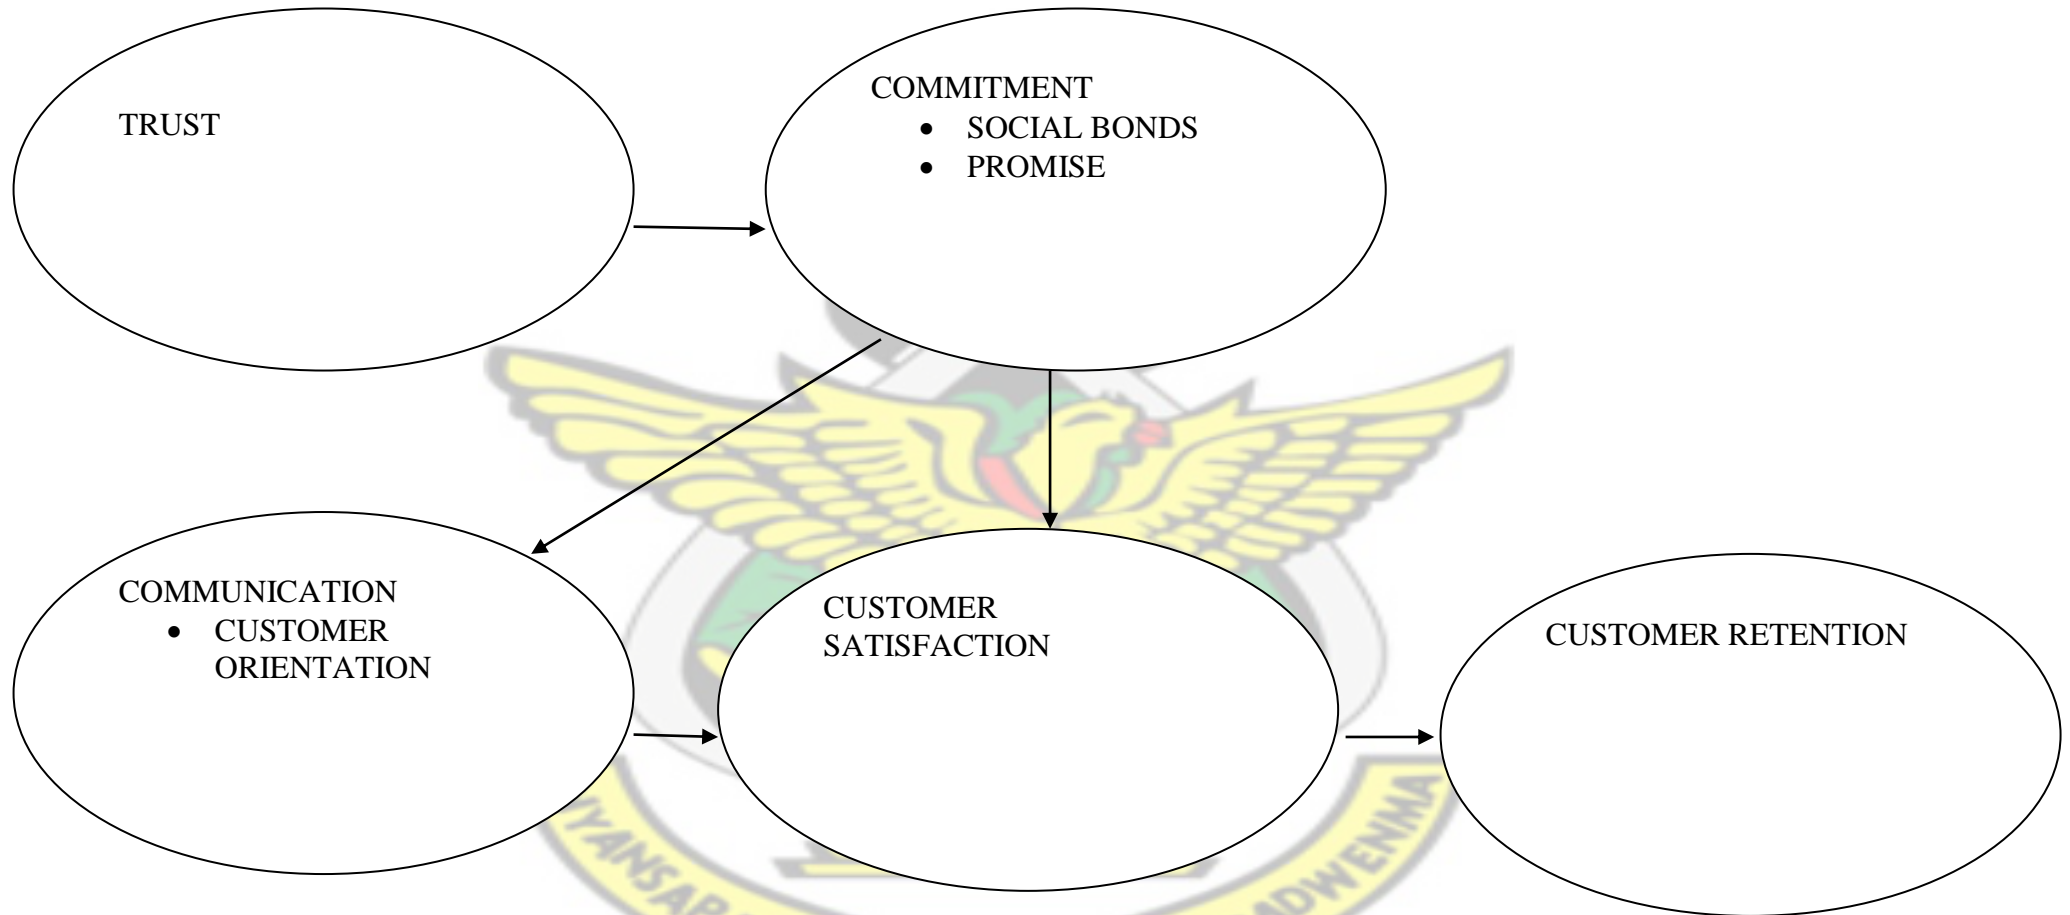 TRUST
COMMITMENT
• SOCIAL BONDS
• PROMISE
COMMUNICATION
• CUSTOMER
ORIENTATION
CUSTOMER
SATISFACTION
CUSTOMER RETENTION